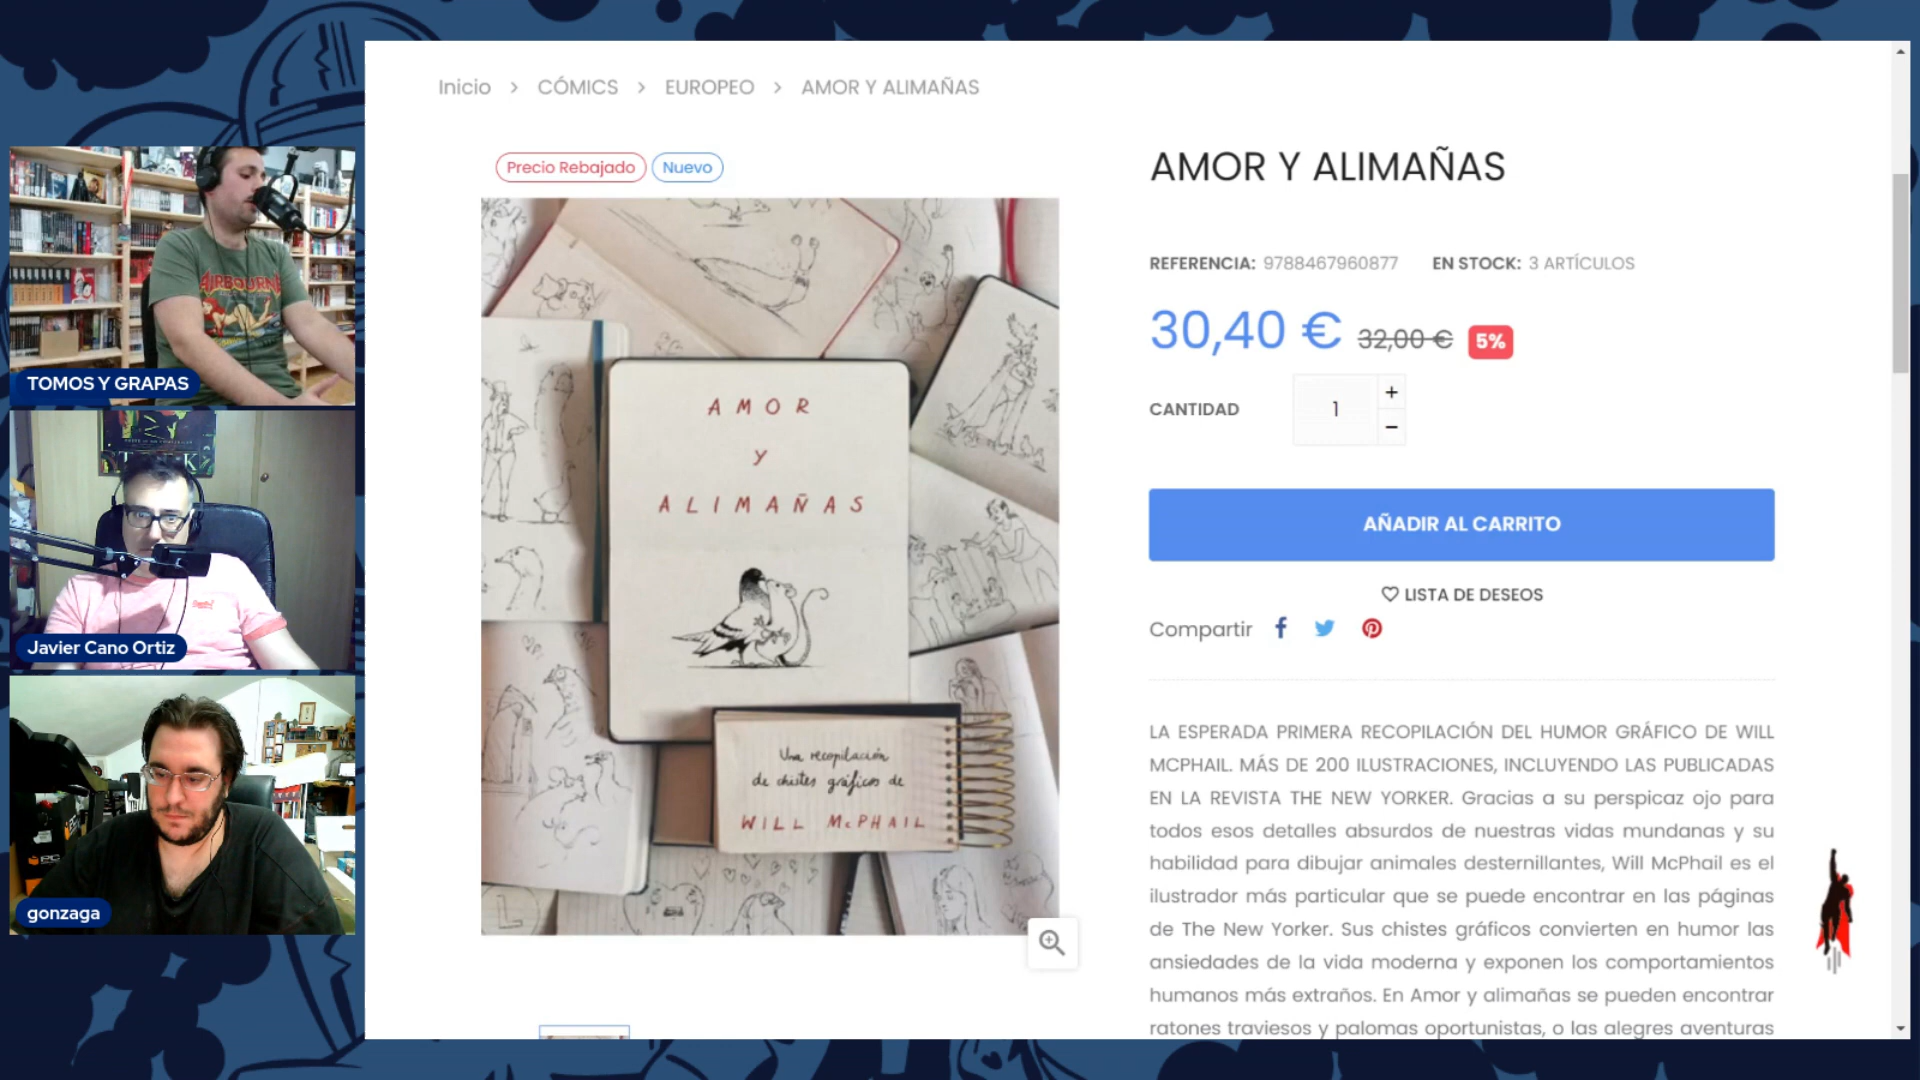 Inicio > CÓMICS > EUROPEO > AMOR Y ALIMAÑAS
Precio Rebajado
Nuevo
AMOR Y ALIMAÑAS
REFERENCIA: 9788467960877 EN STOCK: 3 ARTÍCULOS
30,40 € 32,00 € 5%
CANTIDAD 1 + −
AÑADIR AL CARRITO
LISTA DE DESEOS
Compartir
LA ESPERADA PRIMERA RECOPILACIÓN DEL HUMOR GRÁFICO DE WILL
MCPHAIL. MÁS DE 200 ILUSTRACIONES, INCLUYENDO LAS PUBLICADAS
EN LA REVISTA THE NEW YORKER. Gracias a su perspicaz ojo para
todos esos detalles absurdos de nuestras vidas mundanas y su
habilidad para dibujar animales desternillantes, Will McPhail es el
ilustrador más particular que se puede encontrar en las páginas
de The New Yorker. Sus chistes gráficos convierten en humor las
ansiedades de la vida moderna y exponen los comportamientos
humanos más extraños. En Amor y alimañas se pueden encontrar
ratones traviesos y palomas oportunistas, o las alegres aventuras
AMOR
Y
ALIMAÑAS
Una recopilación
de chistes gráficos de
WILL McPHAIL
AIRBOURNE
TOMOS Y GRAPAS
Javier Cano Ortiz
gonzaga